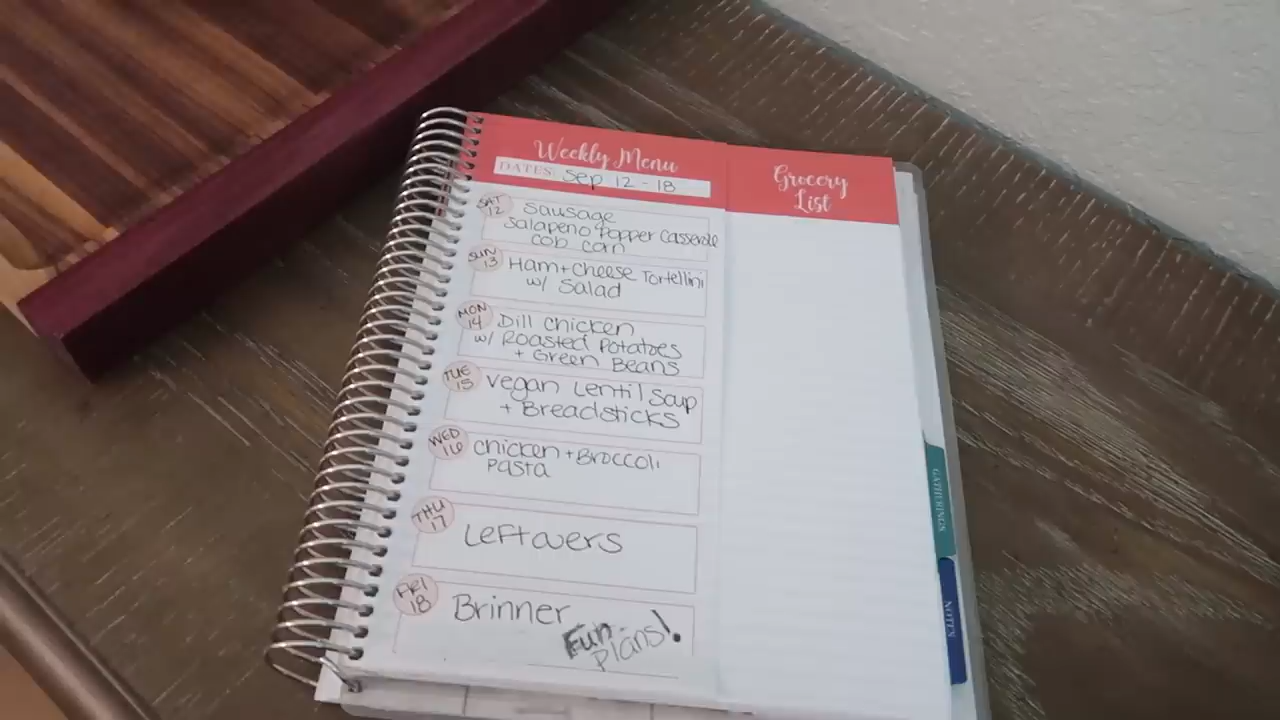 Weekly Menu
DATES: Sep 12 - 18
SAT 12
Sausage
Jalapeno Popper Casserole
Cob corn
SUN 13
Ham + Cheese Tortellini
w/ Salad
MON 14
Dill Chicken
w/ Roasted Potatoes
+ Green Beans
TUE 15
Vegan Lentil Soup
+ Breadsticks
WED 16
Chicken + Broccoli
Pasta
THU 17
Leftovers
FRI 18
Brinner
Fun
Plans!
Grocery
List
GATHERINGS
NOTES